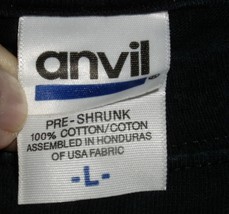 anvil
PRE-SHRUNK
100% COTTON/COTON
ASSEMBLED IN HONDURAS
OF USA FABRIC
-L-